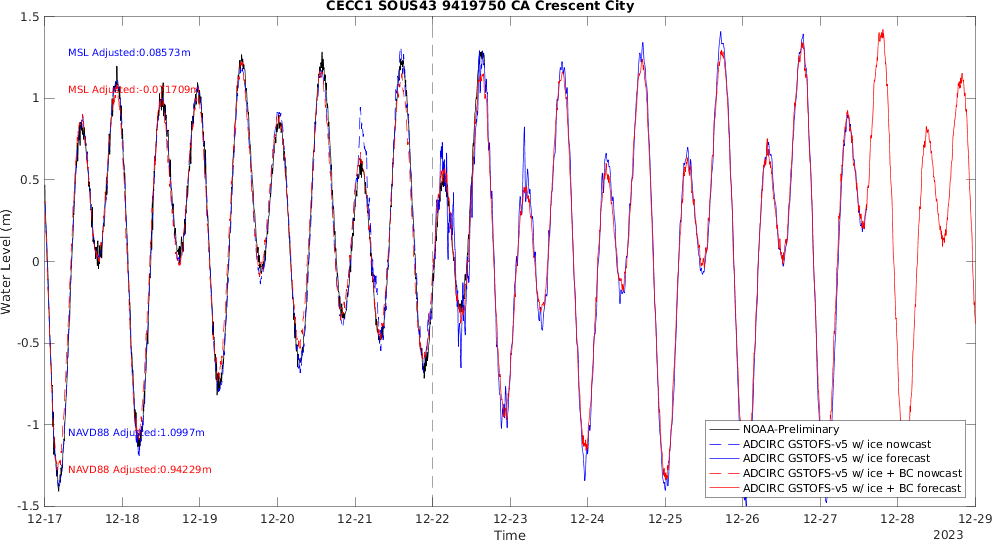 CECC1 SOUS43 9419750 CA Crescent City
1.5
1
0.5
0
-0.5
-1
-1.5
Water Level (m)
MSL Adjusted:0.08573m
MSL Adjusted:-0.071709m
NAVD88 Adjusted:1.0997m
NAVD88 Adjusted:0.94229m
NOAA-Preliminary
ADCIRC GSTOFS-v5 w/ ice nowcast
ADCIRC GSTOFS-v5 w/ ice forecast
ADCIRC GSTOFS-v5 w/ ice + BC nowcast
ADCIRC GSTOFS-v5 w/ ice + BC forecast
12-17 12-18 12-19 12-20 12-21 12-22 12-23 12-24 12-25 12-26 12-27 12-28 12-29
Time
2023